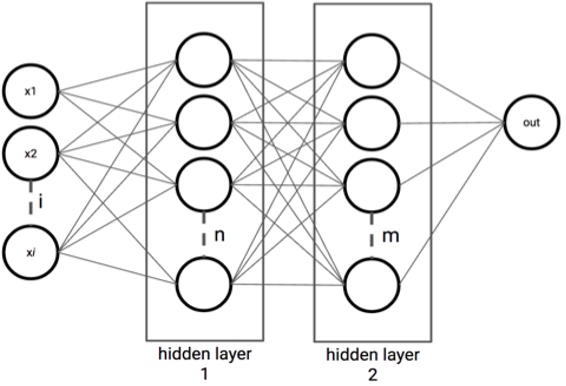 x1
x2
i
xi
n
m
out
hidden layer
1
hidden layer
2